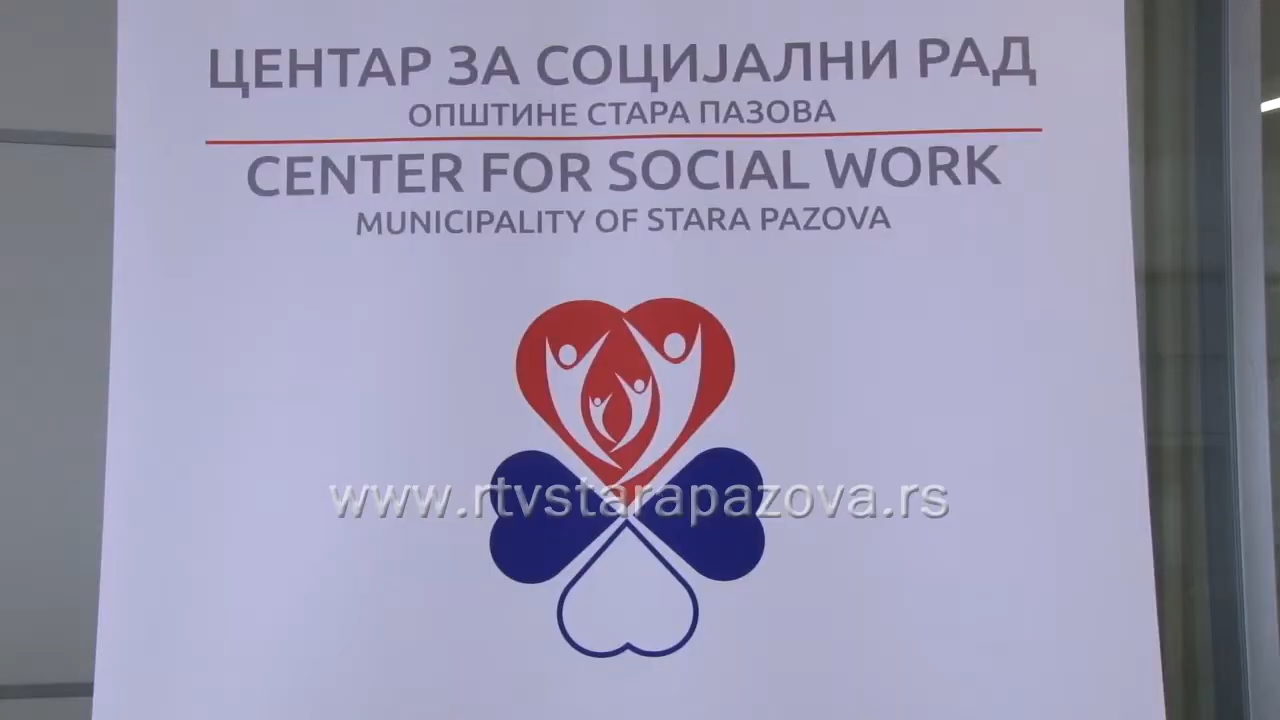 ЦЕНТАР ЗА СОЦИЈАЛНИ РАД
ОПШТИНЕ СТАРА ПАЗОВА
CENTER FOR SOCIAL WORK
MUNICIPALITY OF STARA PAZOVA
www.rtvstarapazova.rs